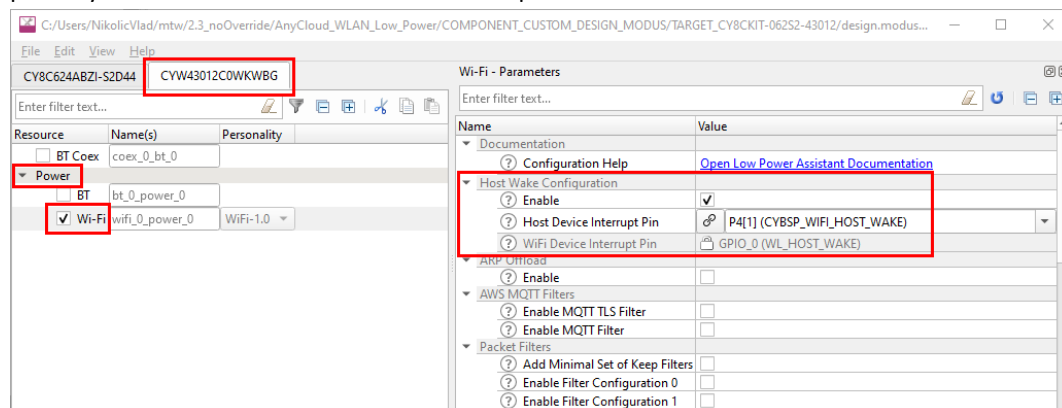 C:/Users/NikolicVlad/mtw/2.3_noOverride/AnyCloud_WLAN_Low_Power/COMPONENT_CUSTOM_DESIGN_MODUS/TARGET_CY8CKIT-062S2-43012/design.modus...
File Edit View Help
CY8C624ABZI-S2D44 CYW43012C0WKWBG
Enter filter text...
Resource Name(s) Personality
BT Coex coex_0_bt_0
Power
BT bt_0_power_0
Wi-Fi wifi_0_power_0 WiFi-1.0
Wi-Fi - Parameters
Enter filter text...
Name Value
Documentation
Configuration Help Open Low Power Assistant Documentation
Host Wake Configuration
Enable
Host Device Interrupt Pin P4[1] (CYBSP_WIFI_HOST_WAKE)
WiFi Device Interrupt Pin GPIO_0 (WL_HOST_WAKE)
ARP Offload
Enable
AWS MQTT Filters
Enable MQTT TLS Filter
Enable MQTT Filter
Packet Filters
Add Minimal Set of Keep Filters
Enable Filter Configuration 0
Enable Filter Configuration 1